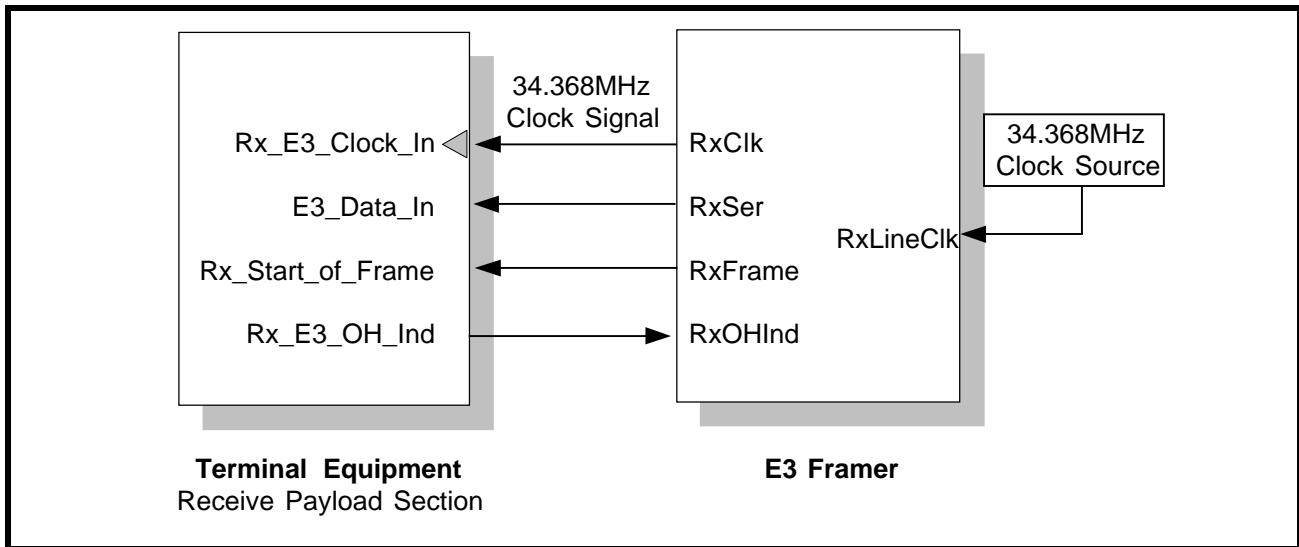 34.368MHz
Clock Signal
Rx_E3_Clock_In
RxClk
34.368MHz
Clock Source
E3_Data_In
RxSer
RxLineClk
Rx_Start_of_Frame
RxFrame
Rx_E3_OH_Ind
RxOHInd
Terminal Equipment
Receive Payload Section
E3 Framer